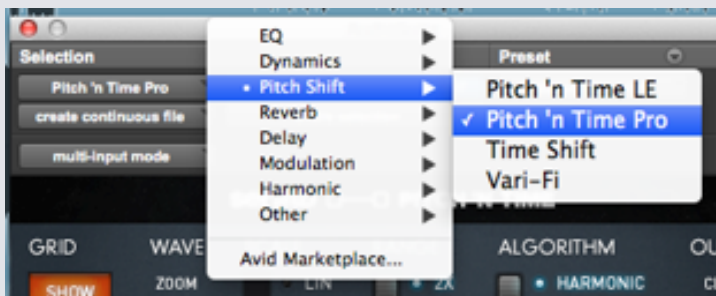 Selection
Preset
Pitch 'n Time Pro
create continuous file
multi-input mode
EQ
Dynamics
• Pitch Shift
Reverb
Delay
Modulation
Harmonic
Other
Avid Marketplace...
Pitch 'n Time LE
✓ Pitch 'n Time Pro
Time Shift
Vari-Fi
GRID
WAVE
ALGORITHM
OU
SHOW
ZOOM
LIN
2X
HARMONIC